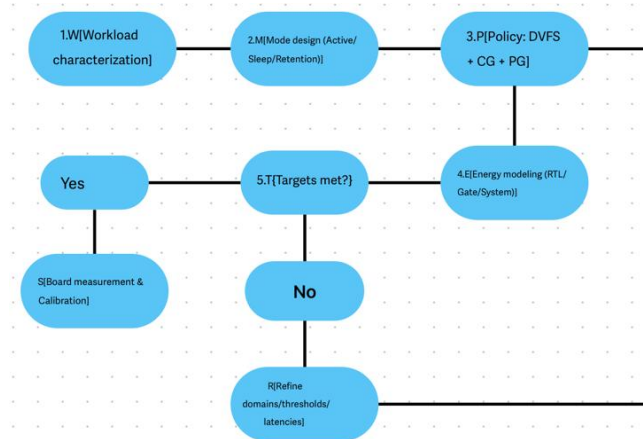 1.W[Workload
characterization]
2.M[Mode design (Active/
Sleep/Retention)]
3.P[Policy: DVFS
+ CG + PG]
Yes
5.T{Targets met?}
4.E[Energy modeling (RTL/
Gate/System)]
S[Board measurement &
Calibration]
No
R[Refine
domains/thresholds/
latencies]